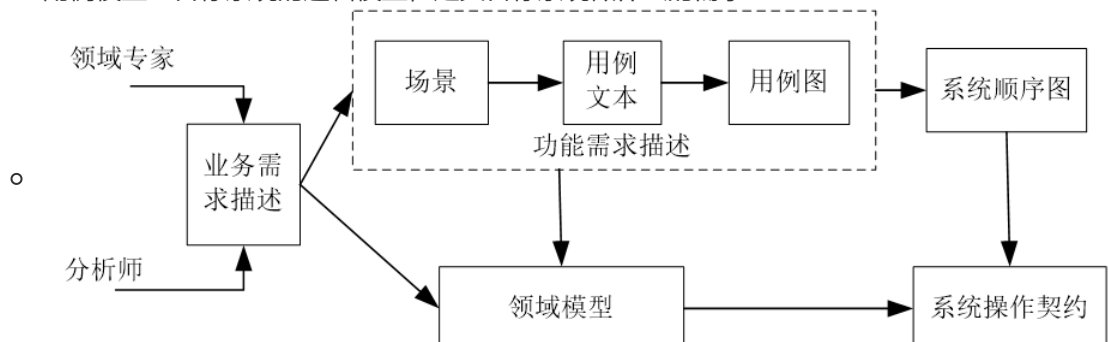 领域专家
场景
用例
文本
用例图
系统顺序图
功能需求描述
业务需
求描述
。
分析师
领域模型
系统操作契约